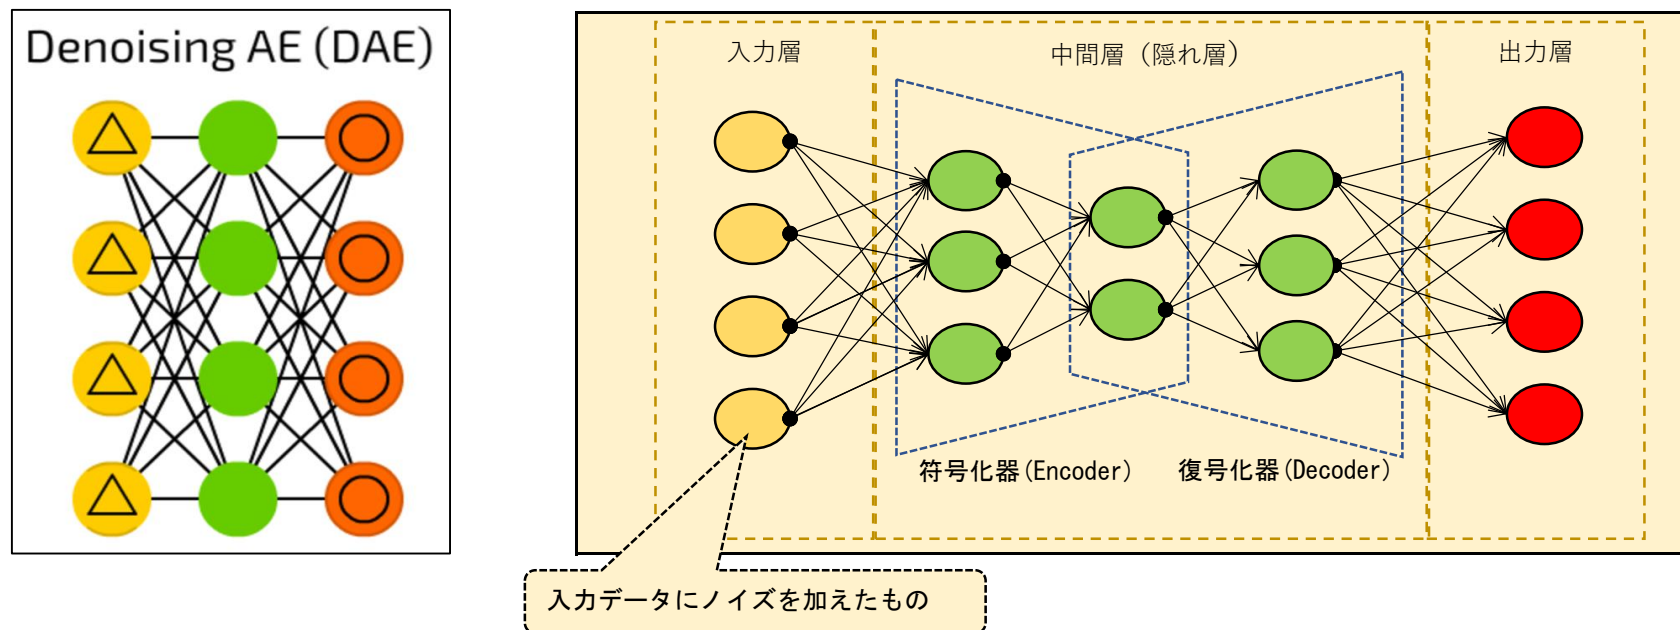 Denoising AE (DAE)
入力層
中間層（隠れ層）
出力層
符号化器(Encoder)
復号化器(Decoder)
入力データにノイズを加えたもの